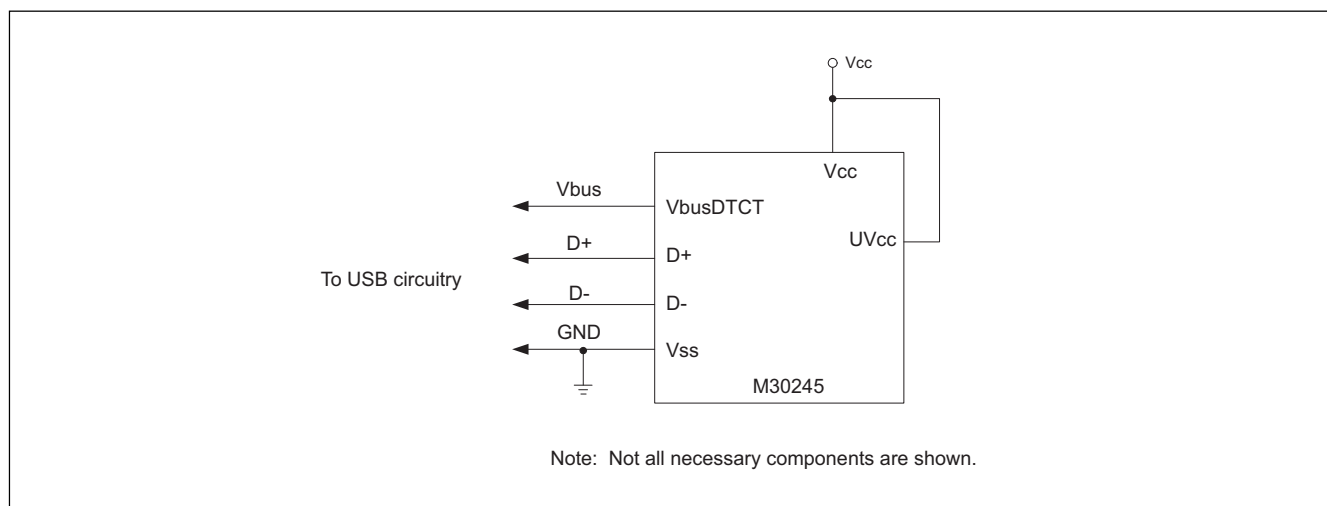 Vcc
Vcc
Vbus
VbusDTCT
UVcc
D+
D+
To USB circuitry
D-
D-
GND
Vss
M30245
Note: Not all necessary components are shown.